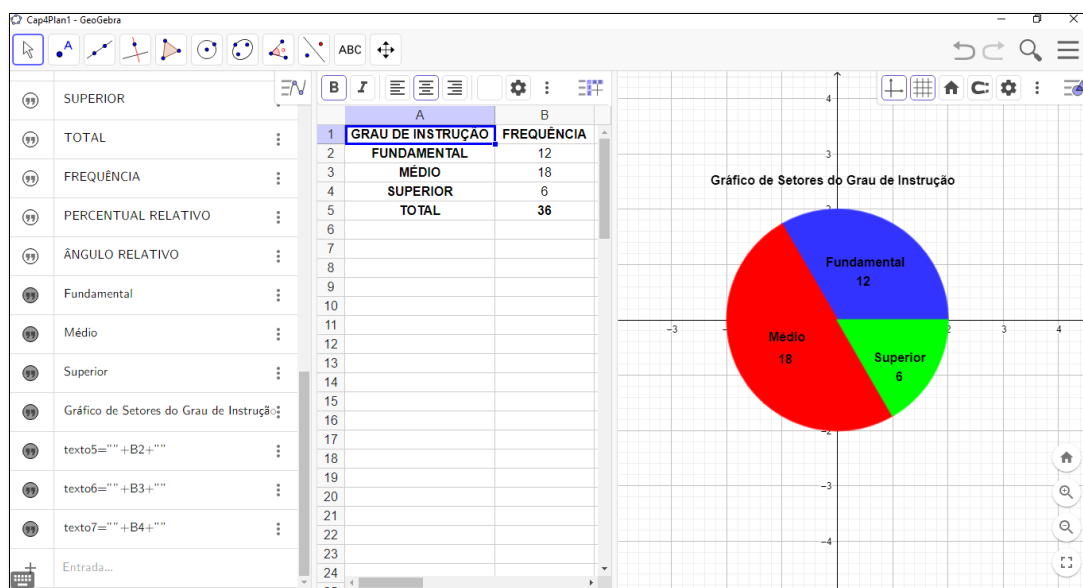 Cap4Plan1 - GeoGebra
A
ABC
SUPERIOR
TOTAL
FREQUÊNCIA
PERCENTUAL RELATIVO
ÂNGULO RELATIVO
Fundamental
Médio
Superior
Gráfico de Setores do Grau de Instrução
texto5=""+B2+""
texto6=""+B3+""
texto7=""+B4+""
Entrada...
B I
A B
1 GRAU DE INSTRUÇÃO FREQUÊNCIA
2 FUNDAMENTAL 12
3 MÉDIO 18
4 SUPERIOR 6
5 TOTAL 36
6
7
8
9
10
11
12
13
14
15
16
17
18
19
20
21
22
23
24
4
3
Gráfico de Setores do Grau de Instrução
Fundamental
12
Médio
18
Superior
6
-3 2 3 4
-2
-3
-4